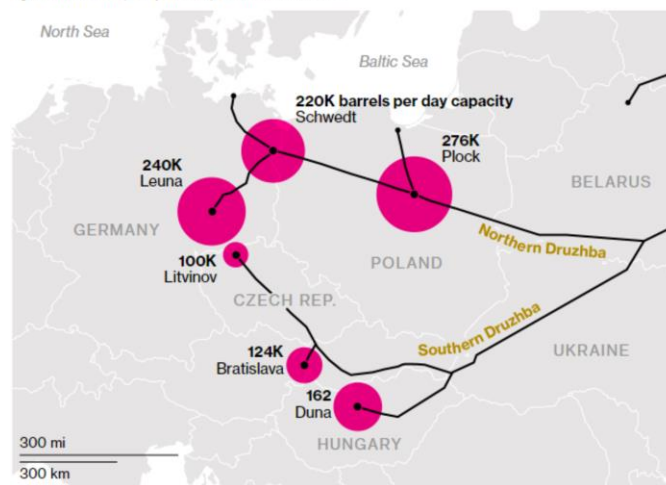 North Sea
Baltic Sea
220K barrels per day capacity
Schwedt
276K
Plock
240K
Leuna
BELARUS
GERMANY
Northern Druzhba
100K
Litvinov
POLAND
CZECH REP.
Southern Druzhba
124K
Bratislava
UKRAINE
162
Duna
HUNGARY
300 mi
300 km